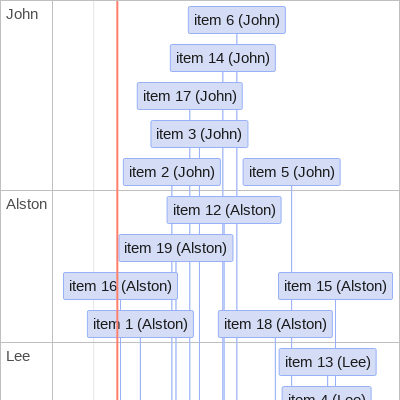 John
item 6 (John)
item 14 (John)
item 17 (John)
item 3 (John)
item 2 (John)
item 5 (John)
Alston
item 12 (Alston)
item 19 (Alston)
item 16 (Alston)
item 15 (Alston)
item 1 (Alston)
item 18 (Alston)
Lee
item 13 (Lee)
item 4 (Lee)